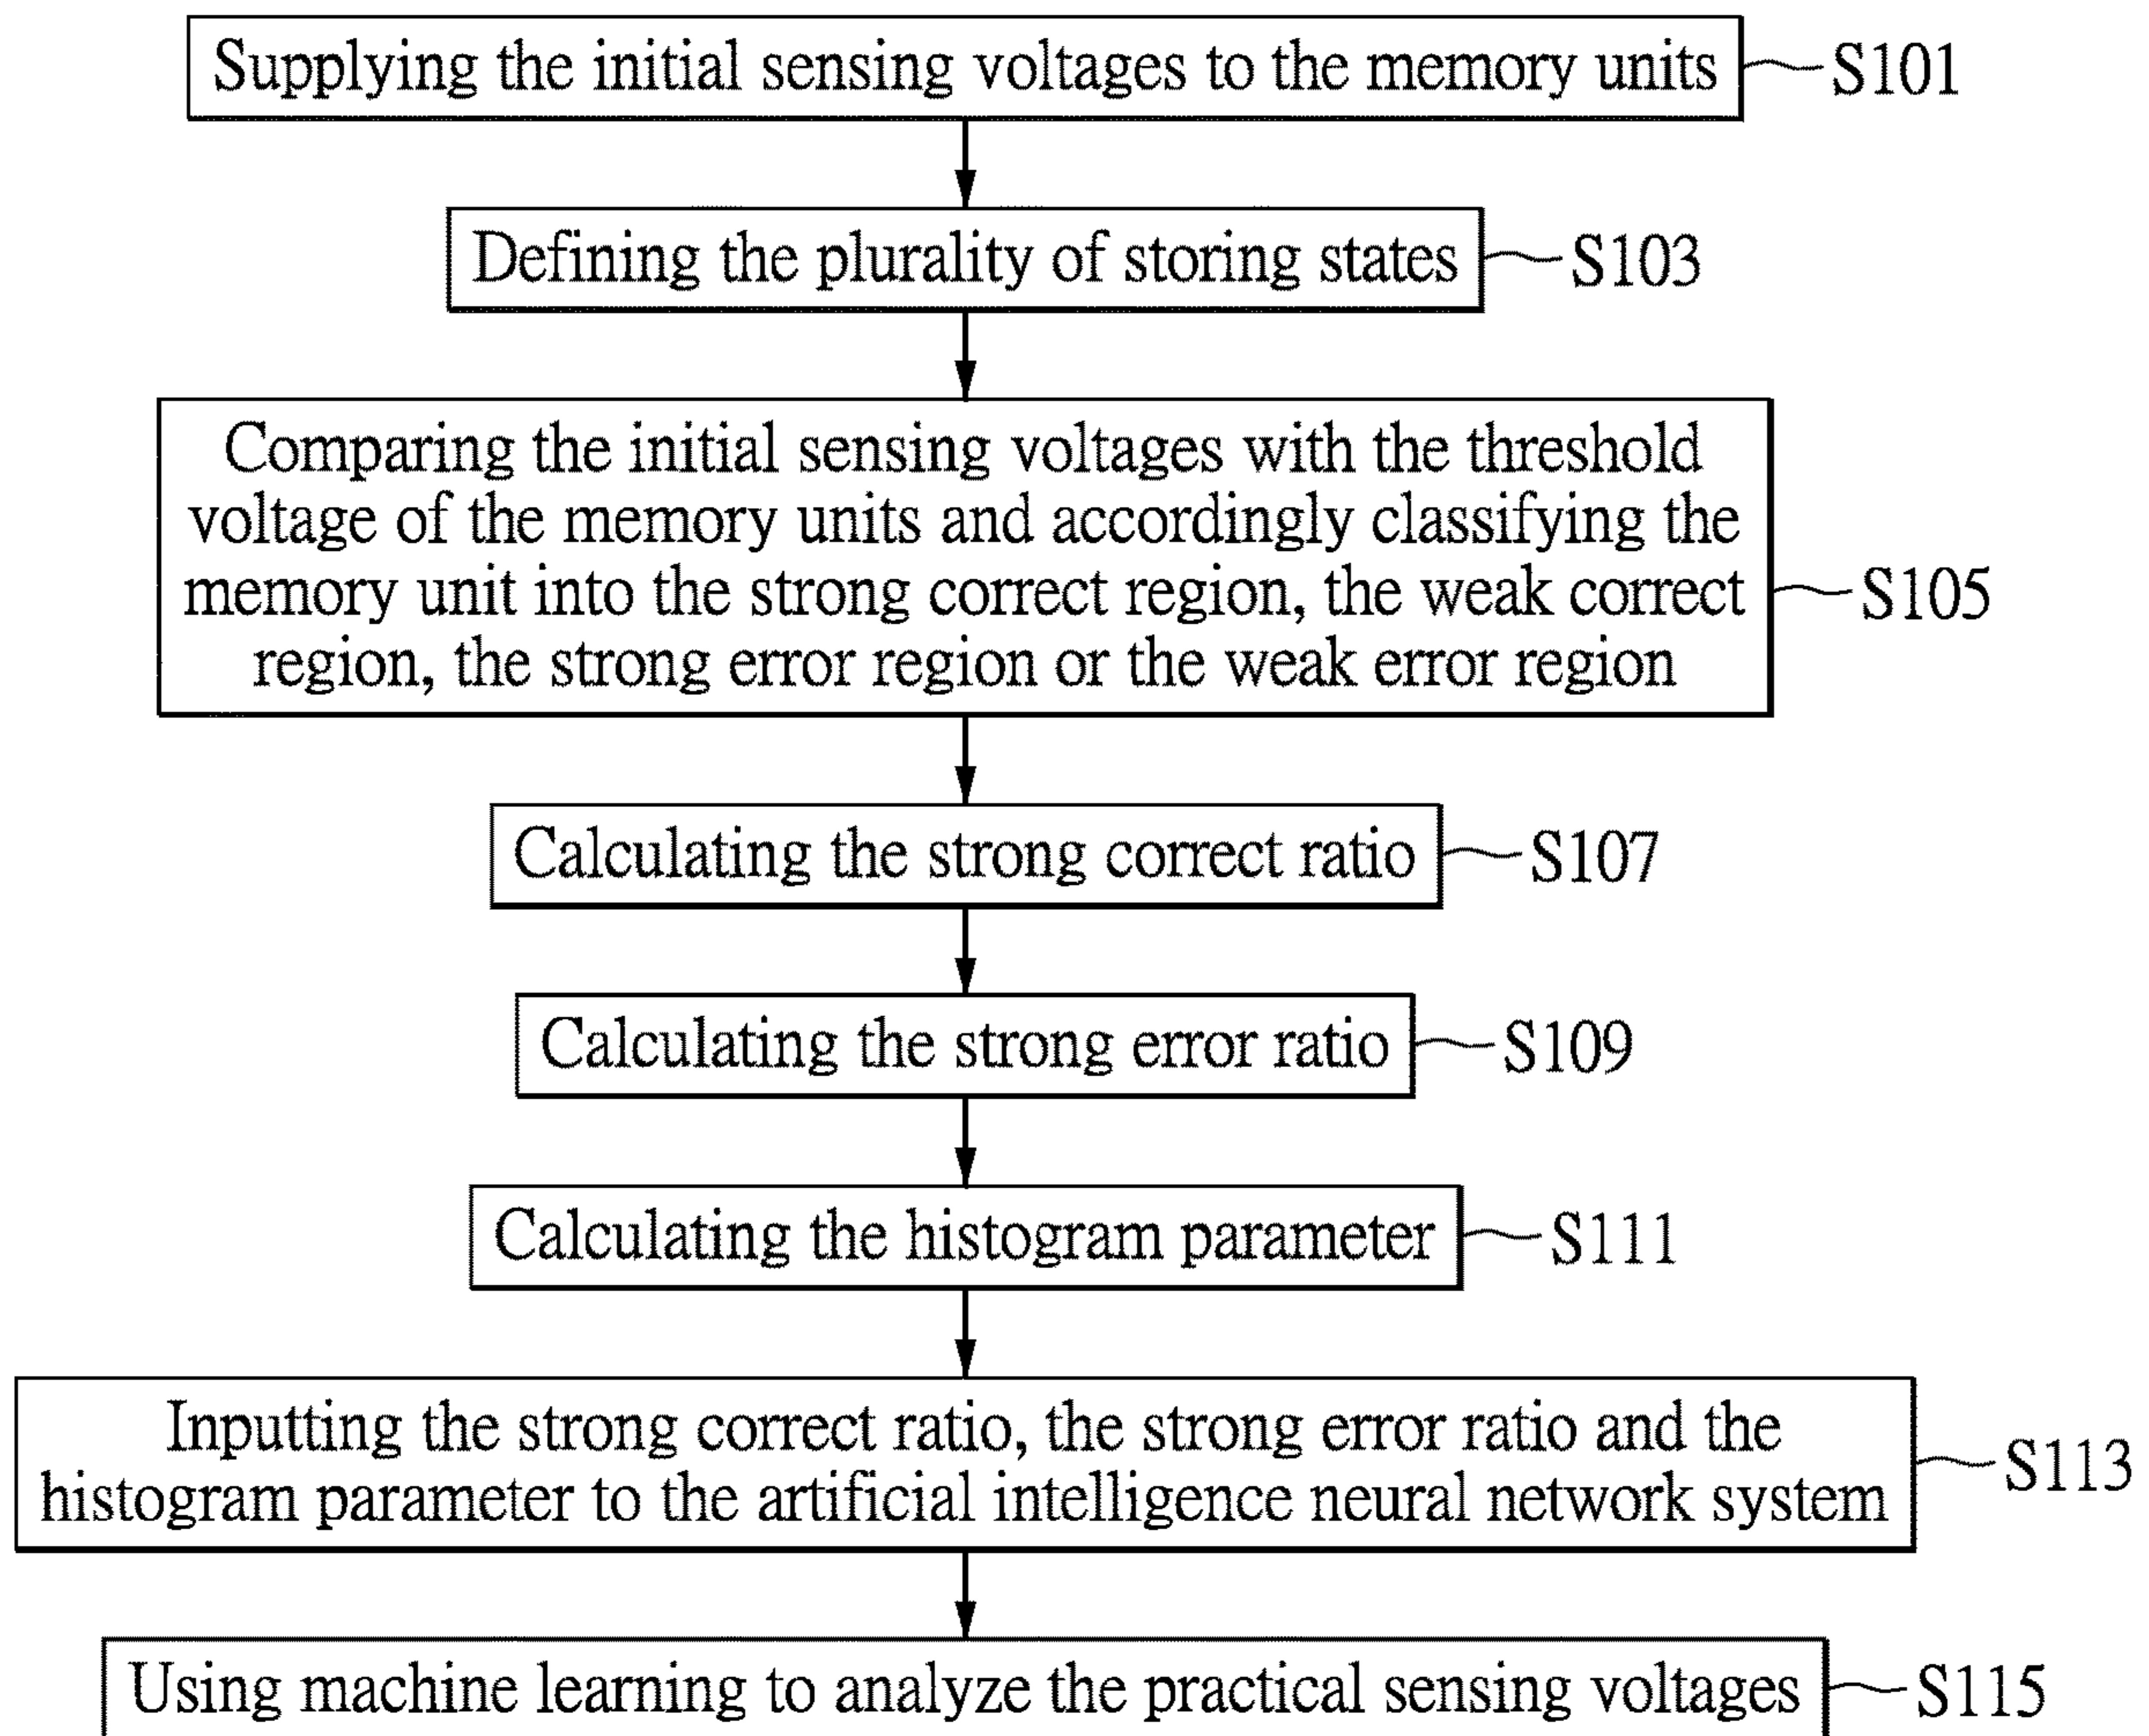 Supplying the initial sensing voltages to the memory units S101
Defining the plurality of storing states S103
Comparing the initial sensing voltages with the threshold
voltage of the memory units and accordingly classifying the
memory unit into the strong correct region, the weak correct
region, the strong error region or the weak error region
S105
Calculating the strong correct ratio S107
Calculating the strong error ratio S109
Calculating the histogram parameter S111
Inputting the strong correct ratio, the strong error ratio and the
histogram parameter to the artificial intelligence neural network system
S113
Using machine learning to analyze the practical sensing voltages S115